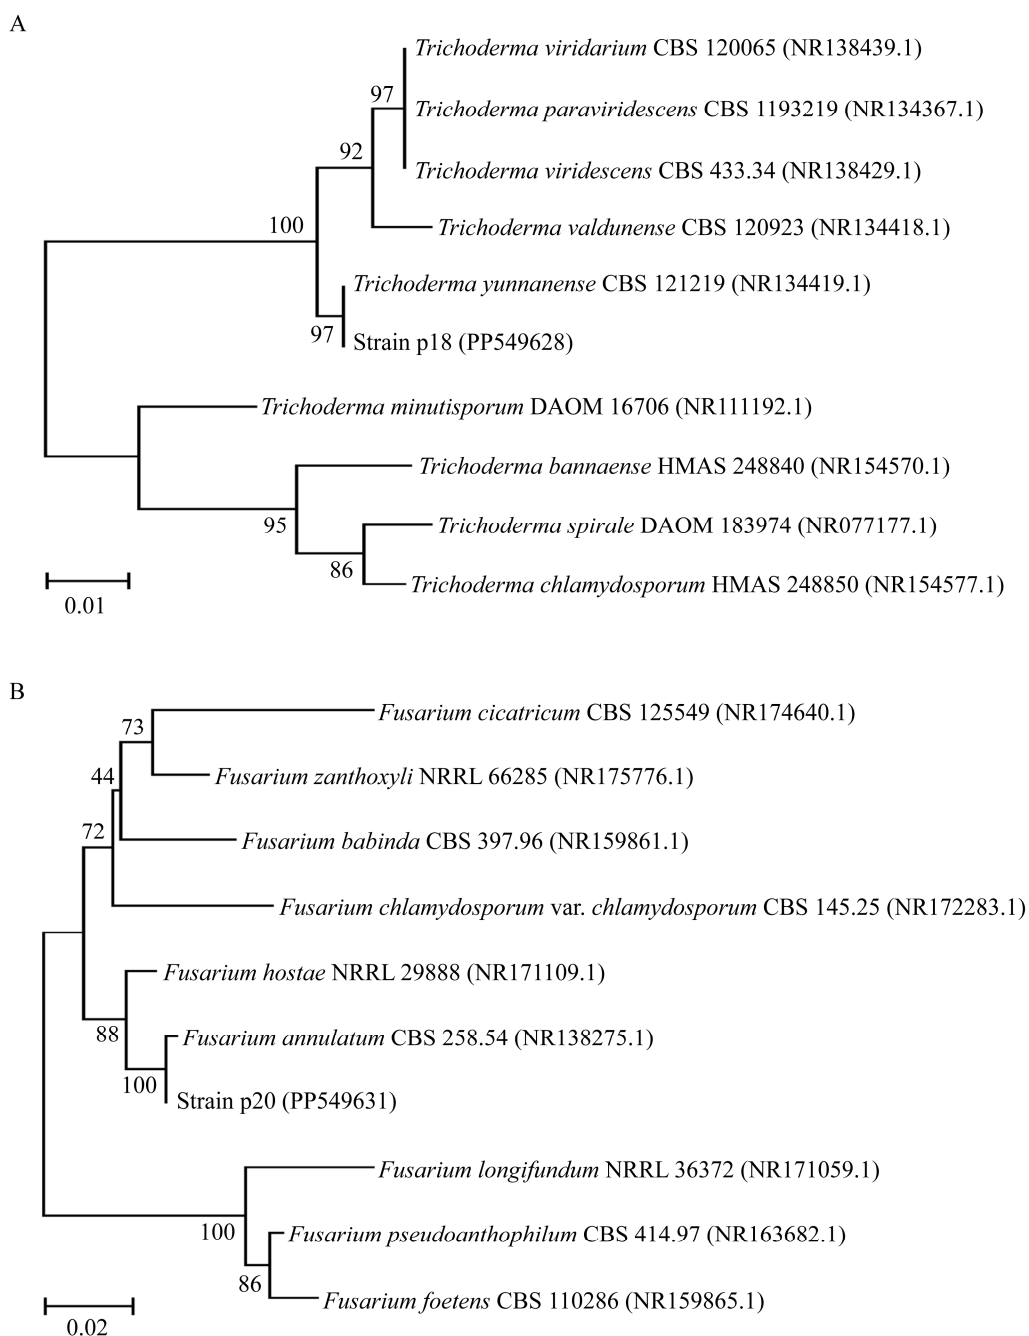 A
Trichoderma viridarium CBS 120065 (NR138439.1)
97
Trichoderma paraviridescens CBS 1193219 (NR134367.1)
92
Trichoderma viridescens CBS 433.34 (NR138429.1)
100
Trichoderma valdunense CBS 120923 (NR134418.1)
Trichoderma yunnanense CBS 121219 (NR134419.1)
97
Strain p18 (PP549628)
Trichoderma minutisporum DAOM 16706 (NR111192.1)
Trichoderma bannaense HMAS 248840 (NR154570.1)
95
Trichoderma spirale DAOM 183974 (NR077177.1)
86
Trichoderma chlamydosporum HMAS 248850 (NR154577.1)
0.01
B
Fusarium cicatricum CBS 125549 (NR174640.1)
73
44
Fusarium zanthoxyli NRRL 66285 (NR175776.1)
72
Fusarium babinda CBS 397.96 (NR159861.1)
Fusarium chlamydosporum var. chlamydosporum CBS 145.25 (NR172283.1)
Fusarium hostae NRRL 29888 (NR171109.1)
88
Fusarium annulatum CBS 258.54 (NR138275.1)
100
Strain p20 (PP549631)
Fusarium longifundum NRRL 36372 (NR171059.1)
100
Fusarium pseudoanthophilum CBS 414.97 (NR163682.1)
86
Fusarium foetens CBS 110286 (NR159865.1)
0.02